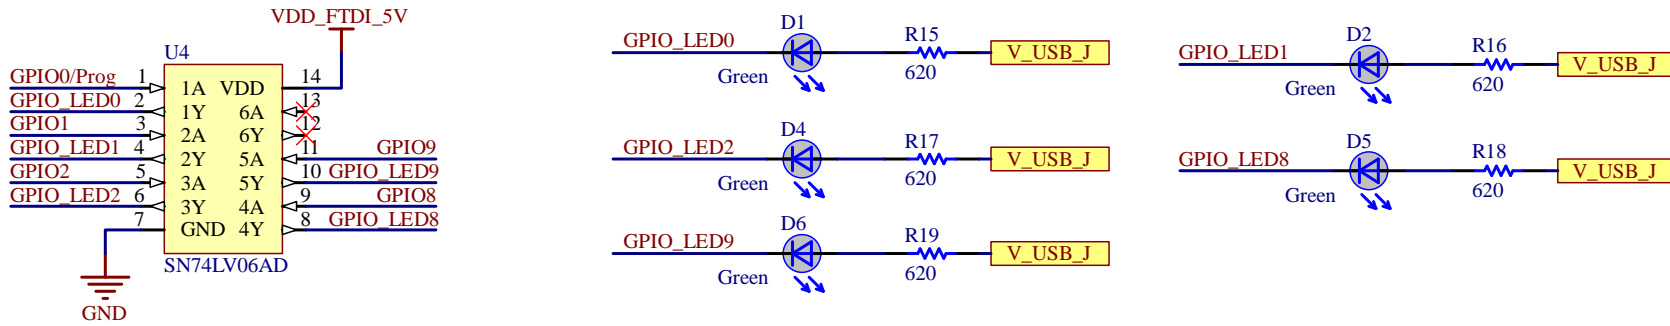 VDD_FTDI_5V
U4
GPIO0/Prog 1 1A VDD 14
GPIO_LED0 2 1Y 6A 13
GPIO1 3 2A 6Y 12
GPIO_LED1 4 2Y 5A 11 GPIO9
GPIO2 5 3A 5Y 10 GPIO_LED9
GPIO_LED2 6 3Y 4A 9 GPIO8
7 GND 4Y 8 GPIO_LED8
SN74LV06AD
GND
D1
GPIO_LED0 R15 V_USB_J
Green 620
D2
GPIO_LED1 R16 V_USB_J
Green 620
D4
GPIO_LED2 R17 V_USB_J
Green 620
D5
GPIO_LED8 R18 V_USB_J
Green 620
D6
GPIO_LED9 R19 V_USB_J
Green 620